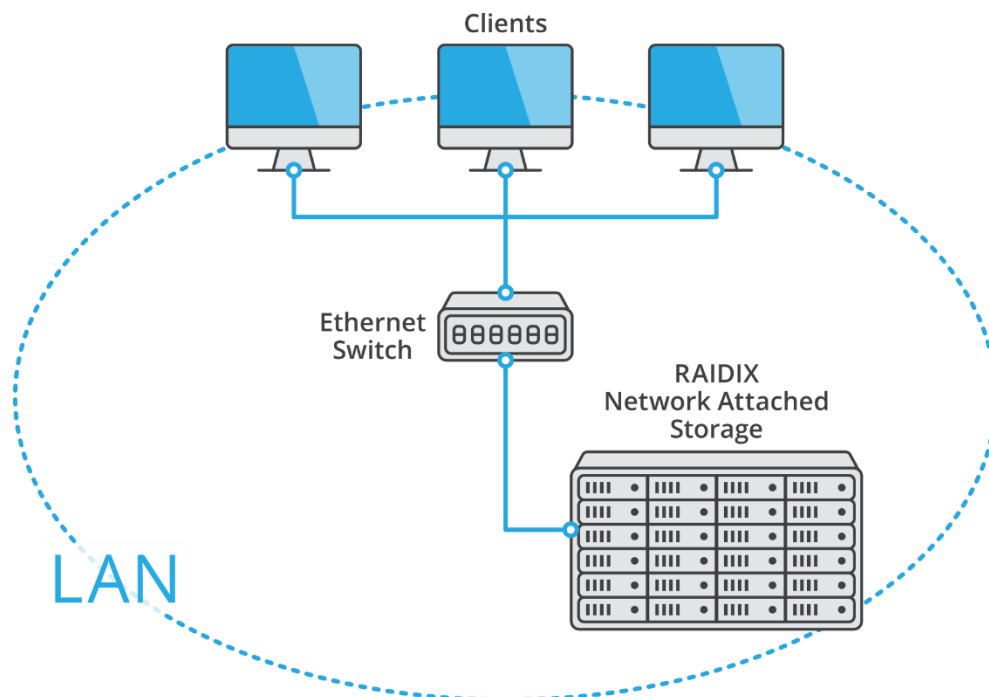 Clients
Ethernet
Switch
RAIDIX
Network Attached
Storage
LAN